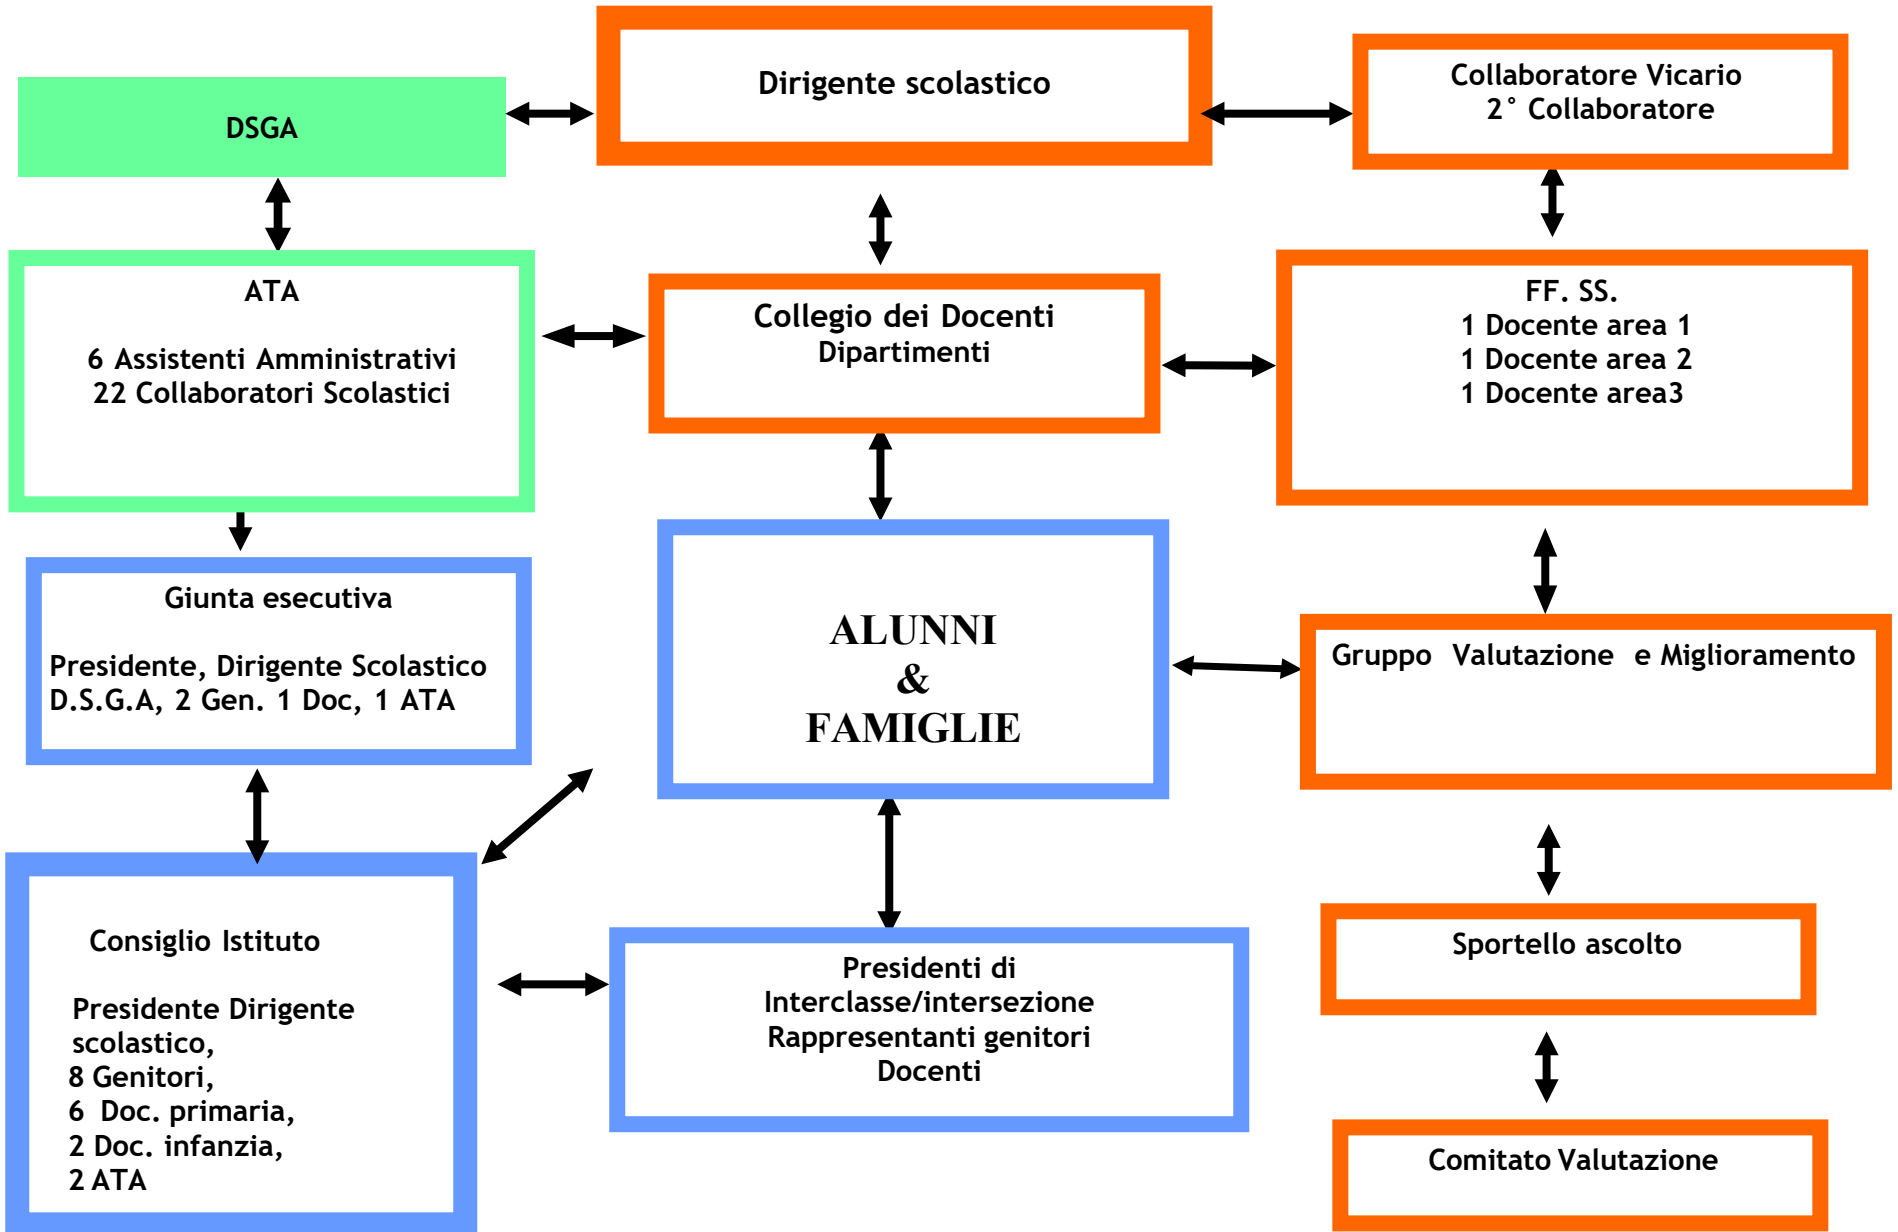 Dirigente scolastico
Collaboratore Vicario
2° Collaboratore
DSGA
ATA
6 Assistenti Amministrativi
22 Collaboratori Scolastici
Collegio dei Docenti
Dipartimenti
FF. SS.
1 Docente area 1
1 Docente area 2
1 Docente area3
Giunta esecutiva
Presidente, Dirigente Scolastico
D.S.G.A, 2 Gen. 1 Doc, 1 ATA
ALUNNI
&
FAMIGLIE
Gruppo Valutazione e Miglioramento
Consiglio Istituto
Presidente Dirigente
scolastico,
8 Genitori,
6 Doc. primaria,
2 Doc. infanzia,
2 ATA
Presidenti di
Interclasse/intersezione
Rappresentanti genitori
Docenti
Sportello ascolto
Comitato Valutazione